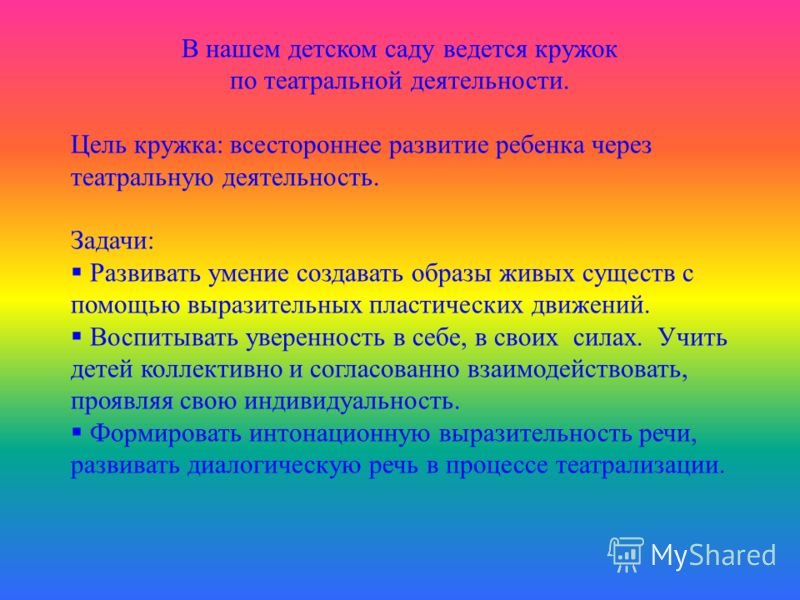 В нашем детском саду ведется кружок
по театральной деятельности.
Цель кружка: всестороннее развитие ребенка через
театральную деятельность.
Задачи:
▪ Развивать умение создавать образы живых существ с
помощью выразительных пластических движений.
▪ Воспитывать уверенность в себе, в своих силах. Учить
детей коллективно и согласованно взаимодействовать,
проявляя свою индивидуальность.
▪ Формировать интонационную выразительность речи,
развивать диалогическую речь в процессе театрализации.
MyShared